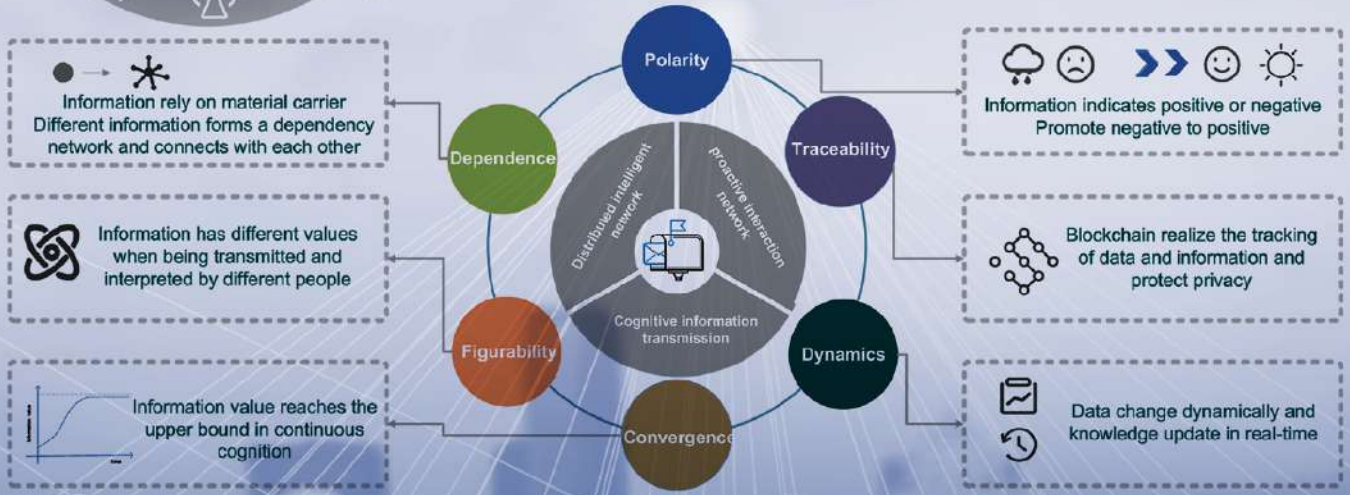 Polarity
Information rely on material carrier
Different information forms a dependency
network and connects with each other
Information indicates positive or negative
Promote negative to positive
Dependence
Traceability
Distribued intelligent
network
proactive interaction
network
Information has different values
when being transmitted and
interpreted by different people
Blockchain realize the tracking
of data and information and
protect privacy
Cognitive information
transmission
Figurability
Dynamics
Information value reaches the
upper bound in continuous
cognition
Convergence
Data change dynamically and
knowledge update in real-time